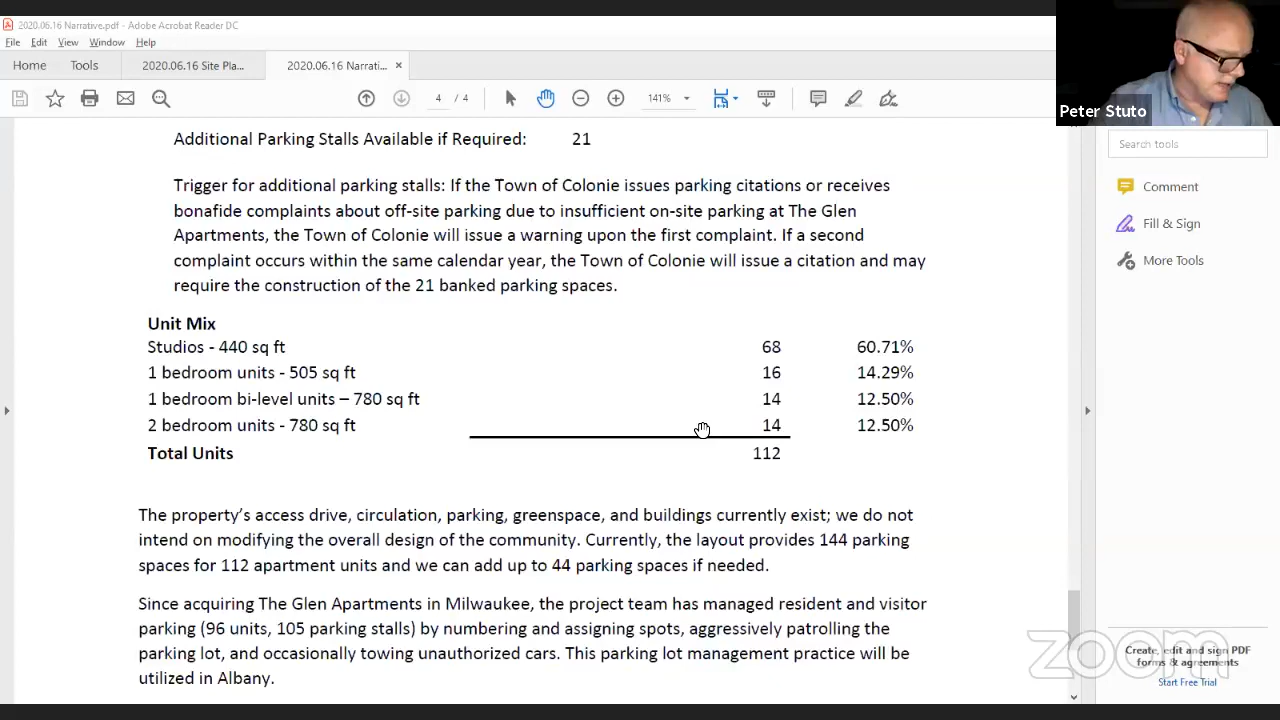 2020.06.16 Narrative.pdf - Adobe Acrobat Reader DC
File Edit View Window Help
Home Tools 2020.06.16 Site Pla... 2020.06.16 Narrati... ×
4 / 4 141%
Peter Stuto
Search tools
Comment
Fill & Sign
More Tools
Additional Parking Stalls Available if Required: 21
Trigger for additional parking stalls: If the Town of Colonie issues parking citations or receives
bonafide complaints about off-site parking due to insufficient on-site parking at The Glen
Apartments, the Town of Colonie will issue a warning upon the first complaint. If a second
complaint occurs within the same calendar year, the Town of Colonie will issue a citation and may
require the construction of the 21 banked parking spaces.
Unit Mix
Studios - 440 sq ft 68 60.71%
1 bedroom units - 505 sq ft 16 14.29%
1 bedroom bi-level units – 780 sq ft 14 12.50%
2 bedroom units - 780 sq ft 14 12.50%
Total Units 112
The property's access drive, circulation, parking, greenspace, and buildings currently exist; we do not
intend on modifying the overall design of the community. Currently, the layout provides 144 parking
spaces for 112 apartment units and we can add up to 44 parking spaces if needed.
Since acquiring The Glen Apartments in Milwaukee, the project team has managed resident and visitor
parking (96 units, 105 parking stalls) by numbering and assigning spots, aggressively patrolling the
parking lot, and occasionally towing unauthorized cars. This parking lot management practice will be
utilized in Albany.
zoom
Create, edit and sign PDF
forms & agreements
Start Free Trial